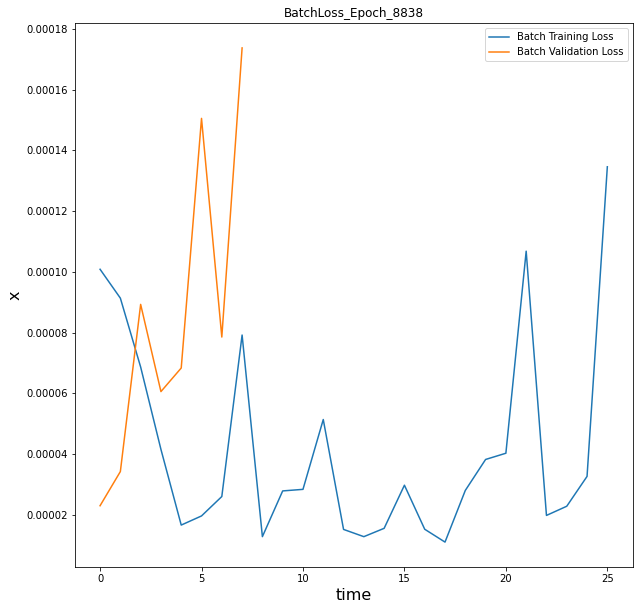 BatchLoss_Epoch_8838
Batch Training Loss
Batch Validation Loss
0.00018
0.00016
0.00014
0.00012
0.00010
0.00008
0.00006
0.00004
0.00002
x
0 5 10 15 20 25
time